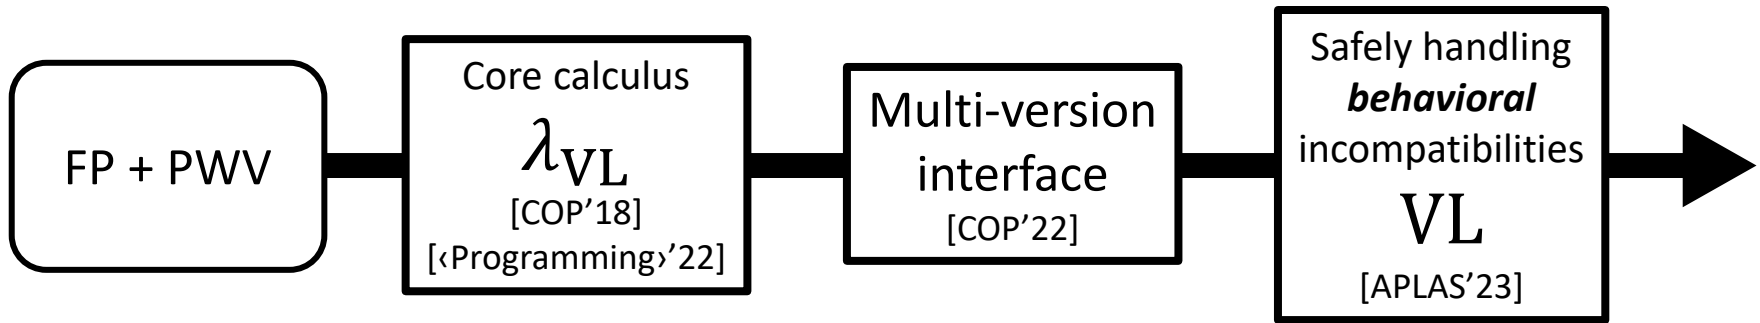 FP + PWV
Core calculus
λVL
[COP’18]
[‹Programming›’22]
Multi-version
interface
[COP’22]
Safely handling
behavioral
incompatibilities
VL
[APLAS’23]